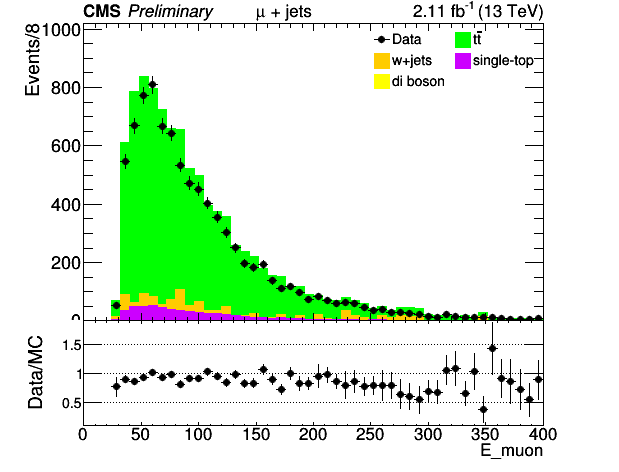 CMS Preliminary μ + jets 2.11 fb⁻¹ (13 TeV)
Events/8
1000
800
600
400
200
0
Data
tt̄
w+jets
single-top
di boson
Data/MC
1.5
1
0.5
0 50 100 150 200 250 300 350 400
E_muon